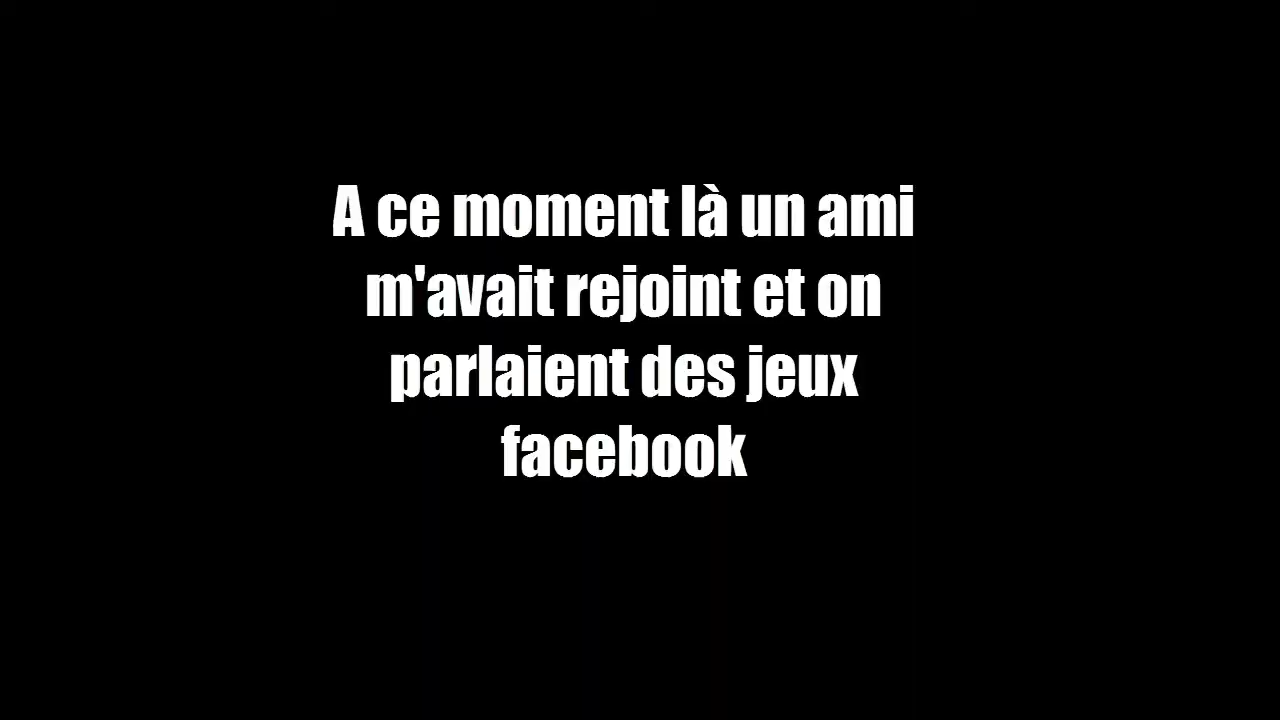 A ce moment là un ami
m'avait rejoint et on
parlaient des jeux
facebook